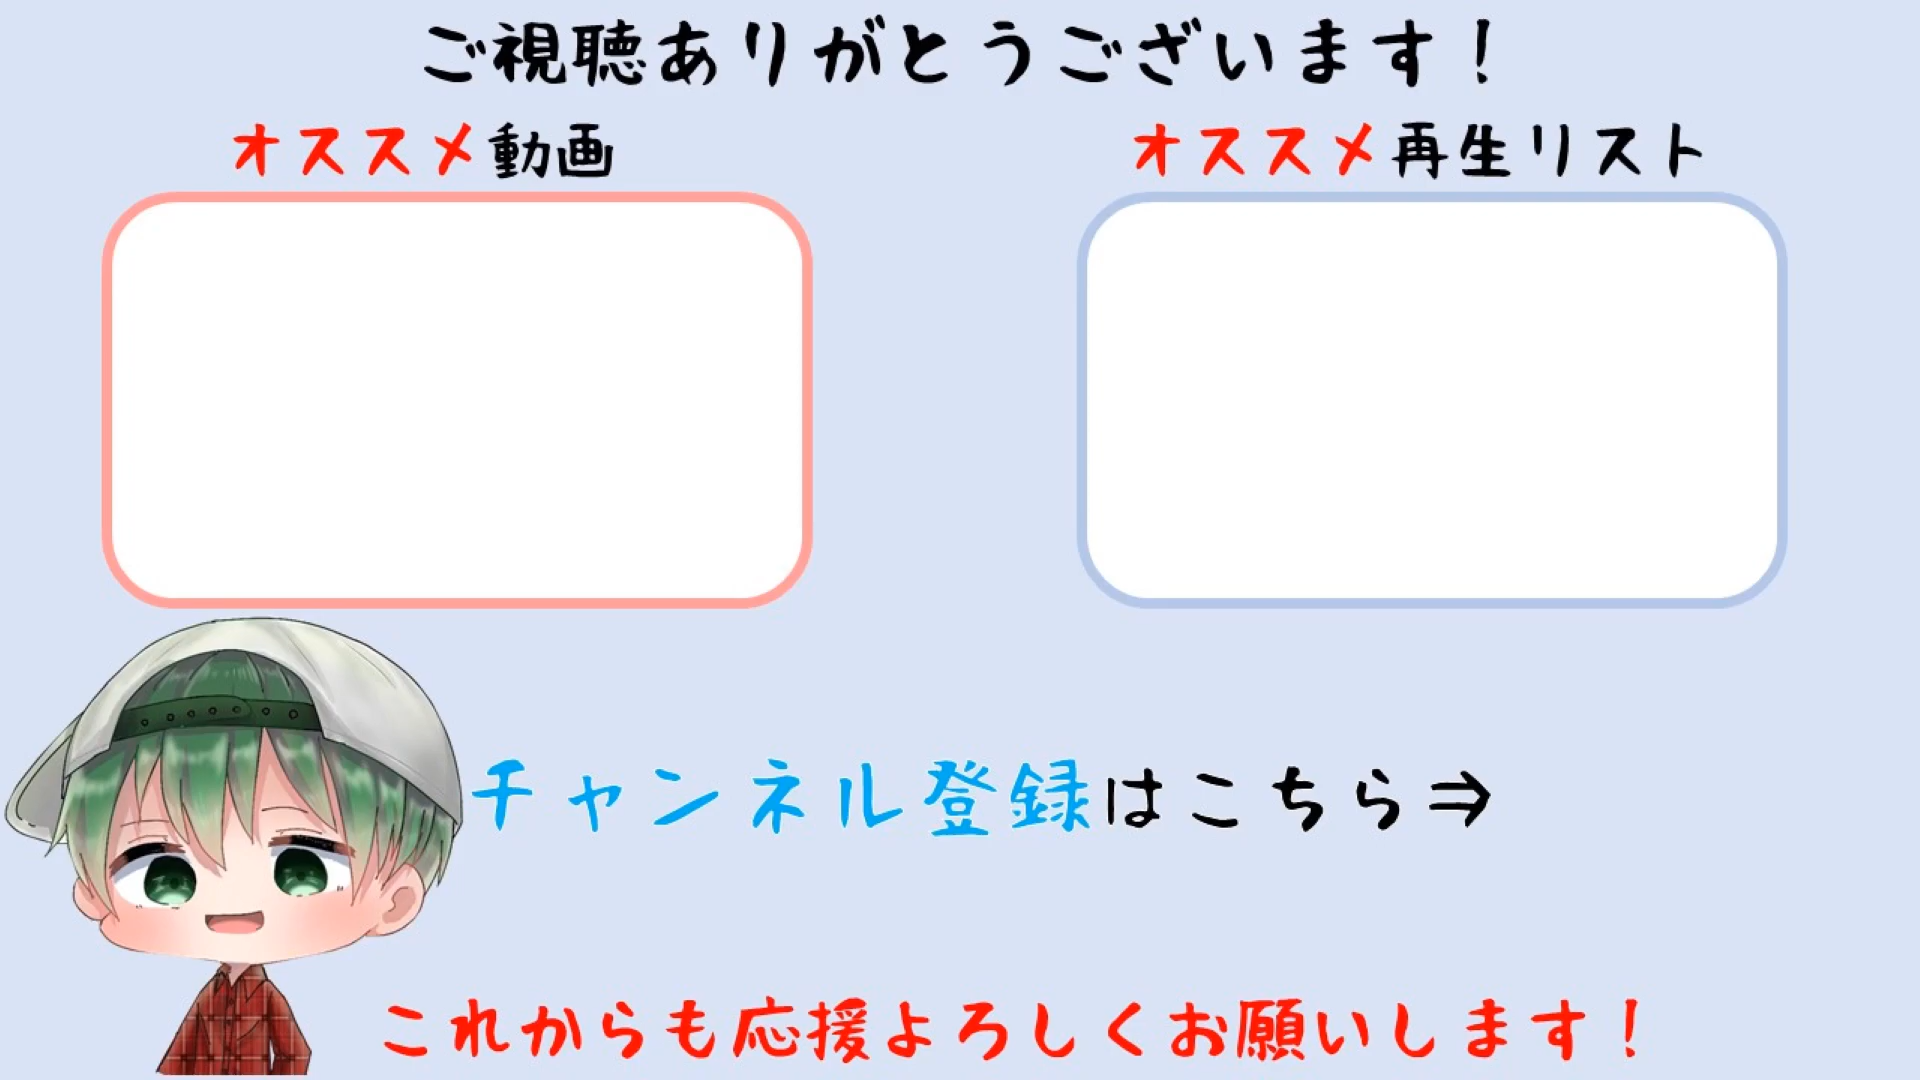 ご視聴ありがとうございます！
オススメ動画
オススメ再生リスト
チャンネル登録はこちら⇒
これからも応援よろしくお願いします！